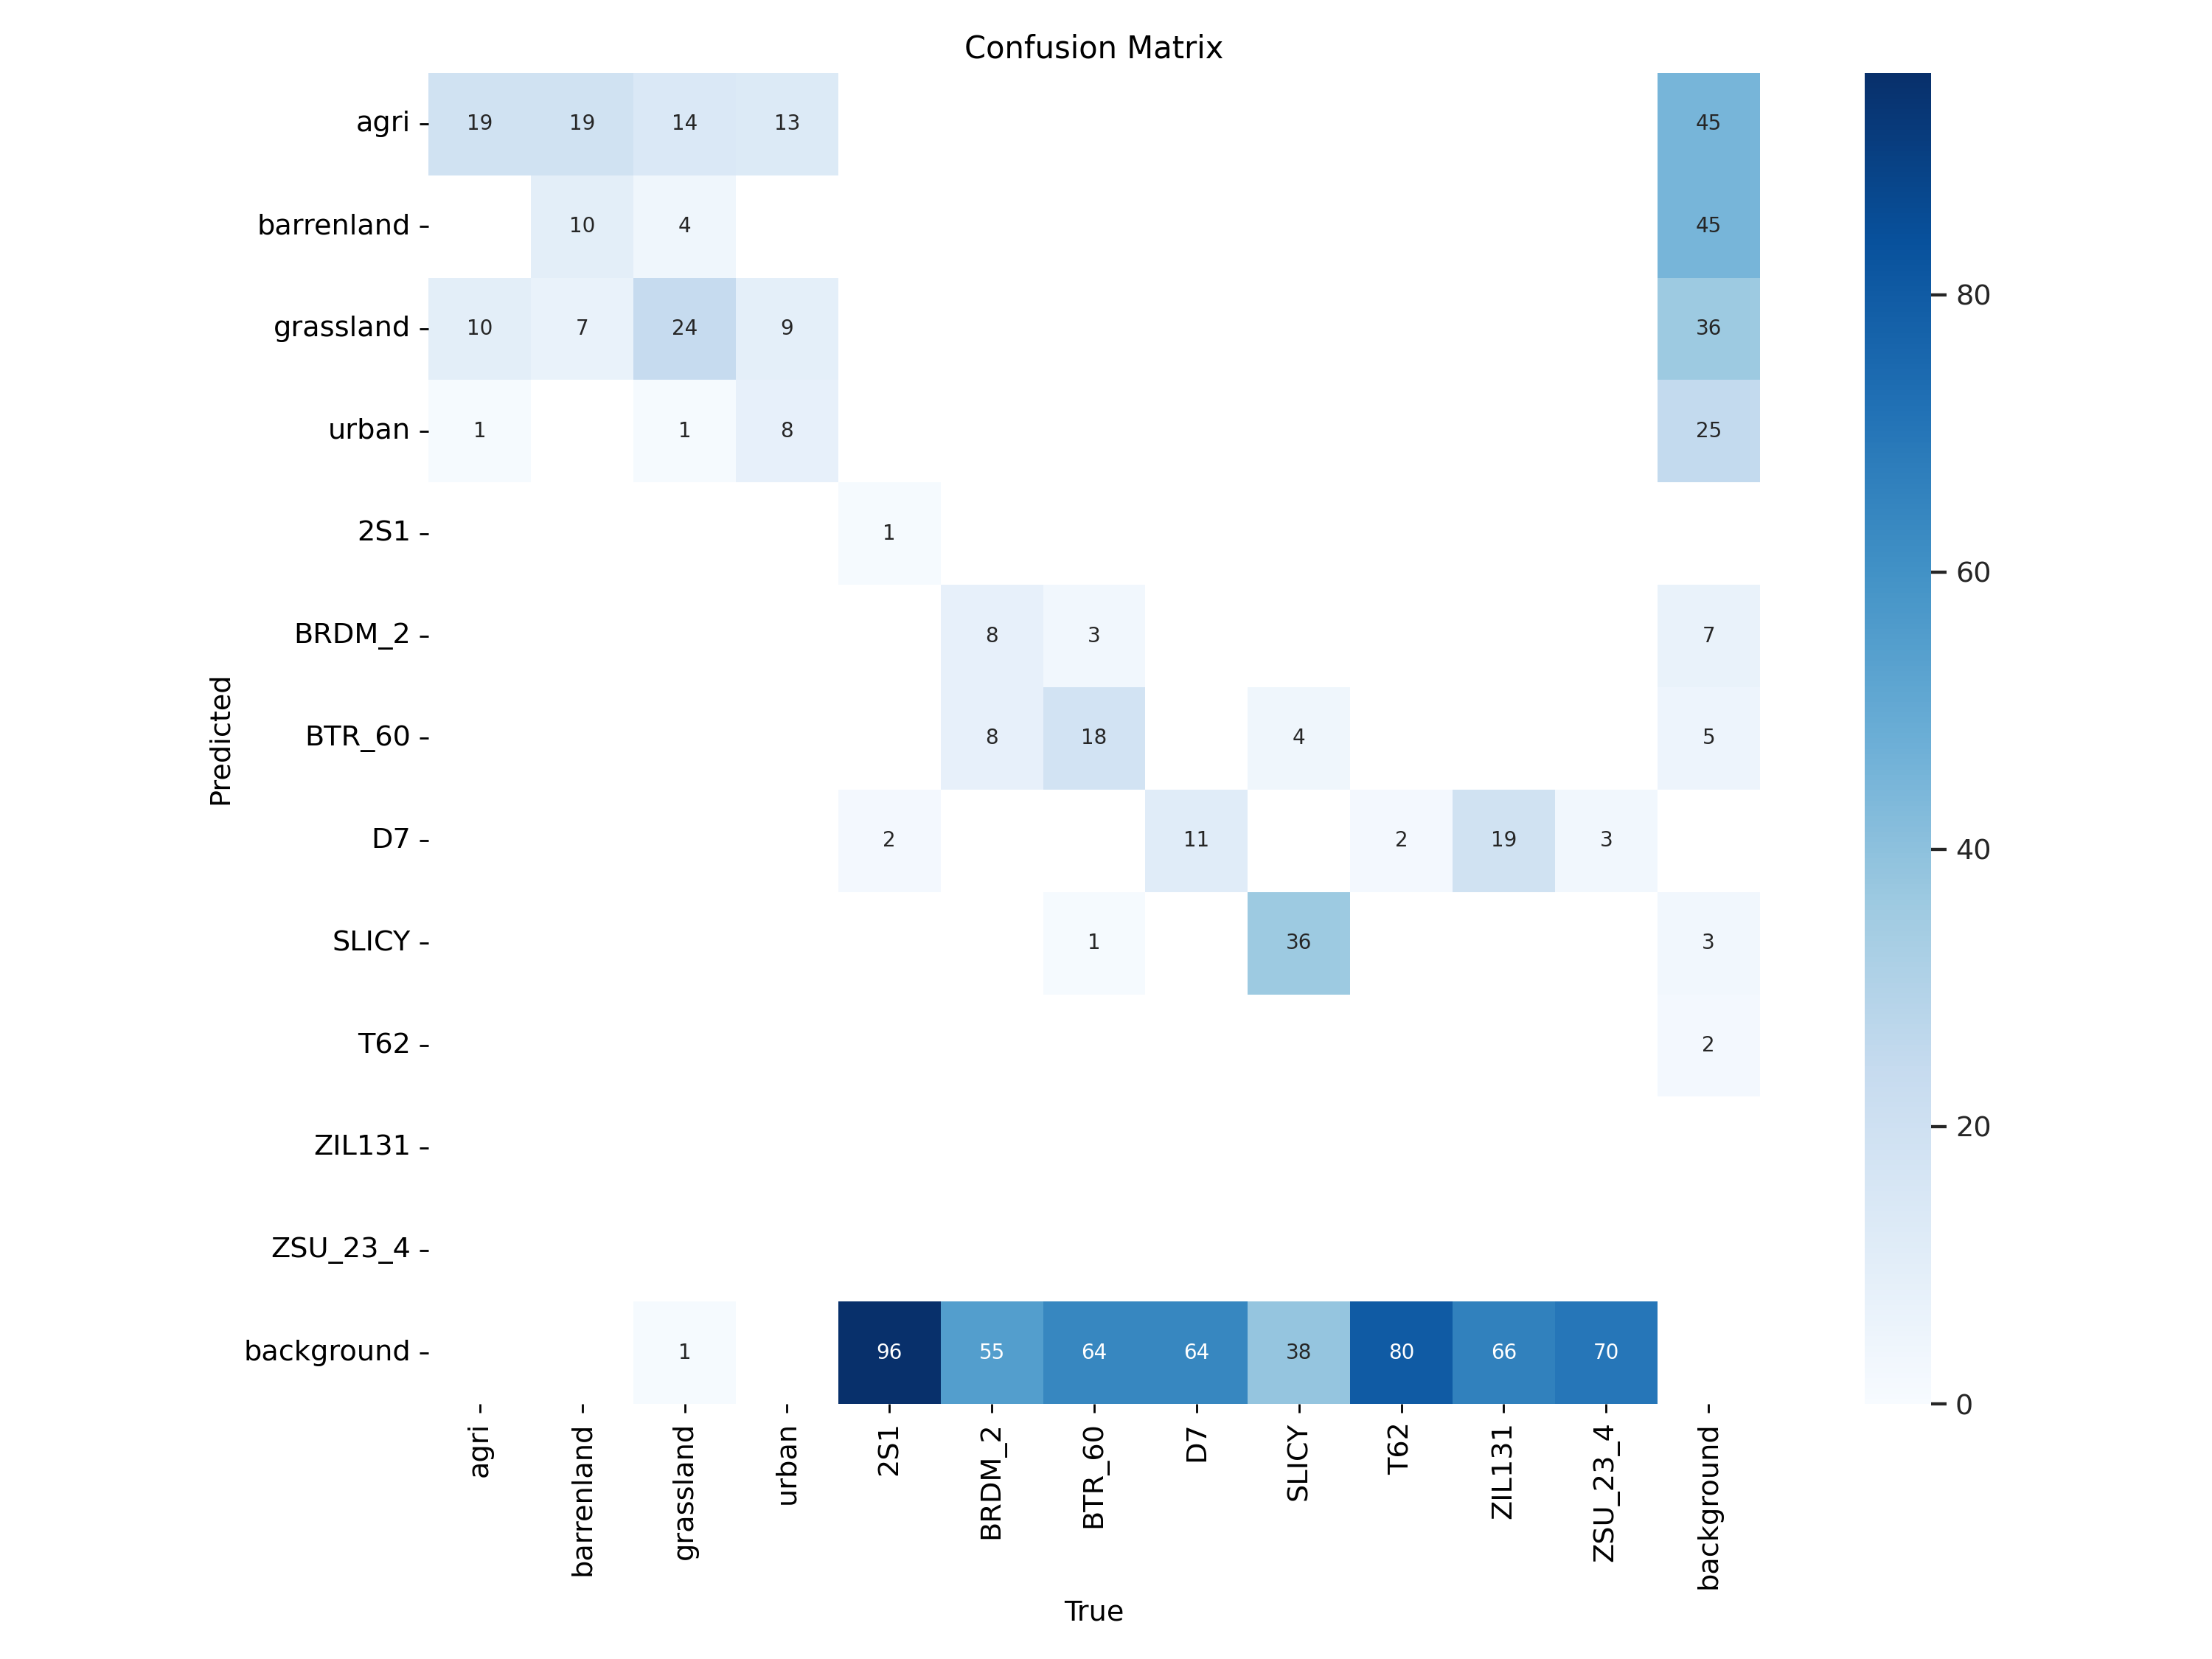 Confusion Matrix
agri 19 19 14 13 45
barrenland 10 4 45
grassland 10 7 24 9 36
urban 1 1 8 25
2S1 1
BRDM_2 8 3 7
BTR_60 8 18 4 5
D7 2 11 2 19 3
SLICY 1 36 3
T62 2
ZIL131
ZSU_23_4
background 1 96 55 64 64 38 80 66 70
Predicted
agri barrenland grassland urban 2S1 BRDM_2 BTR_60 D7 SLICY T62 ZIL131 ZSU_23_4 background
True
80
60
40
20
0